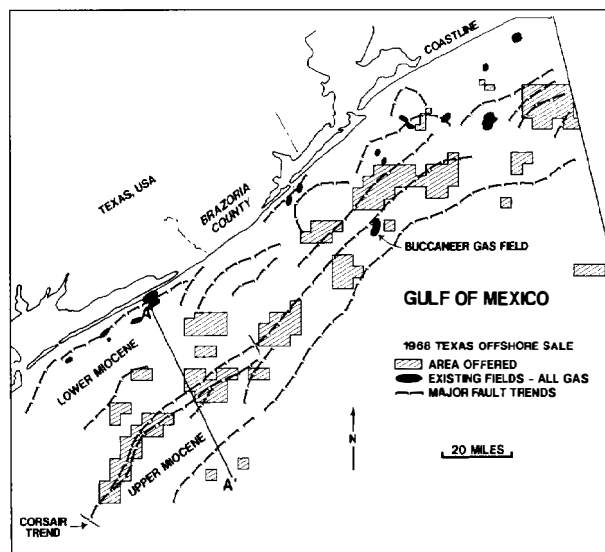 COASTLINE
TEXAS, USA
BRAZORIA
COUNTY
BUCCANEER GAS FIELD
GULF OF MEXICO
1968 TEXAS OFFSHORE SALE
AREA OFFERED
EXISTING FIELDS - ALL GAS
MAJOR FAULT TRENDS
A
LOWER MIOCENE
N
20 MILES
UPPER MIOCENE
A'
CORSAIR
TREND